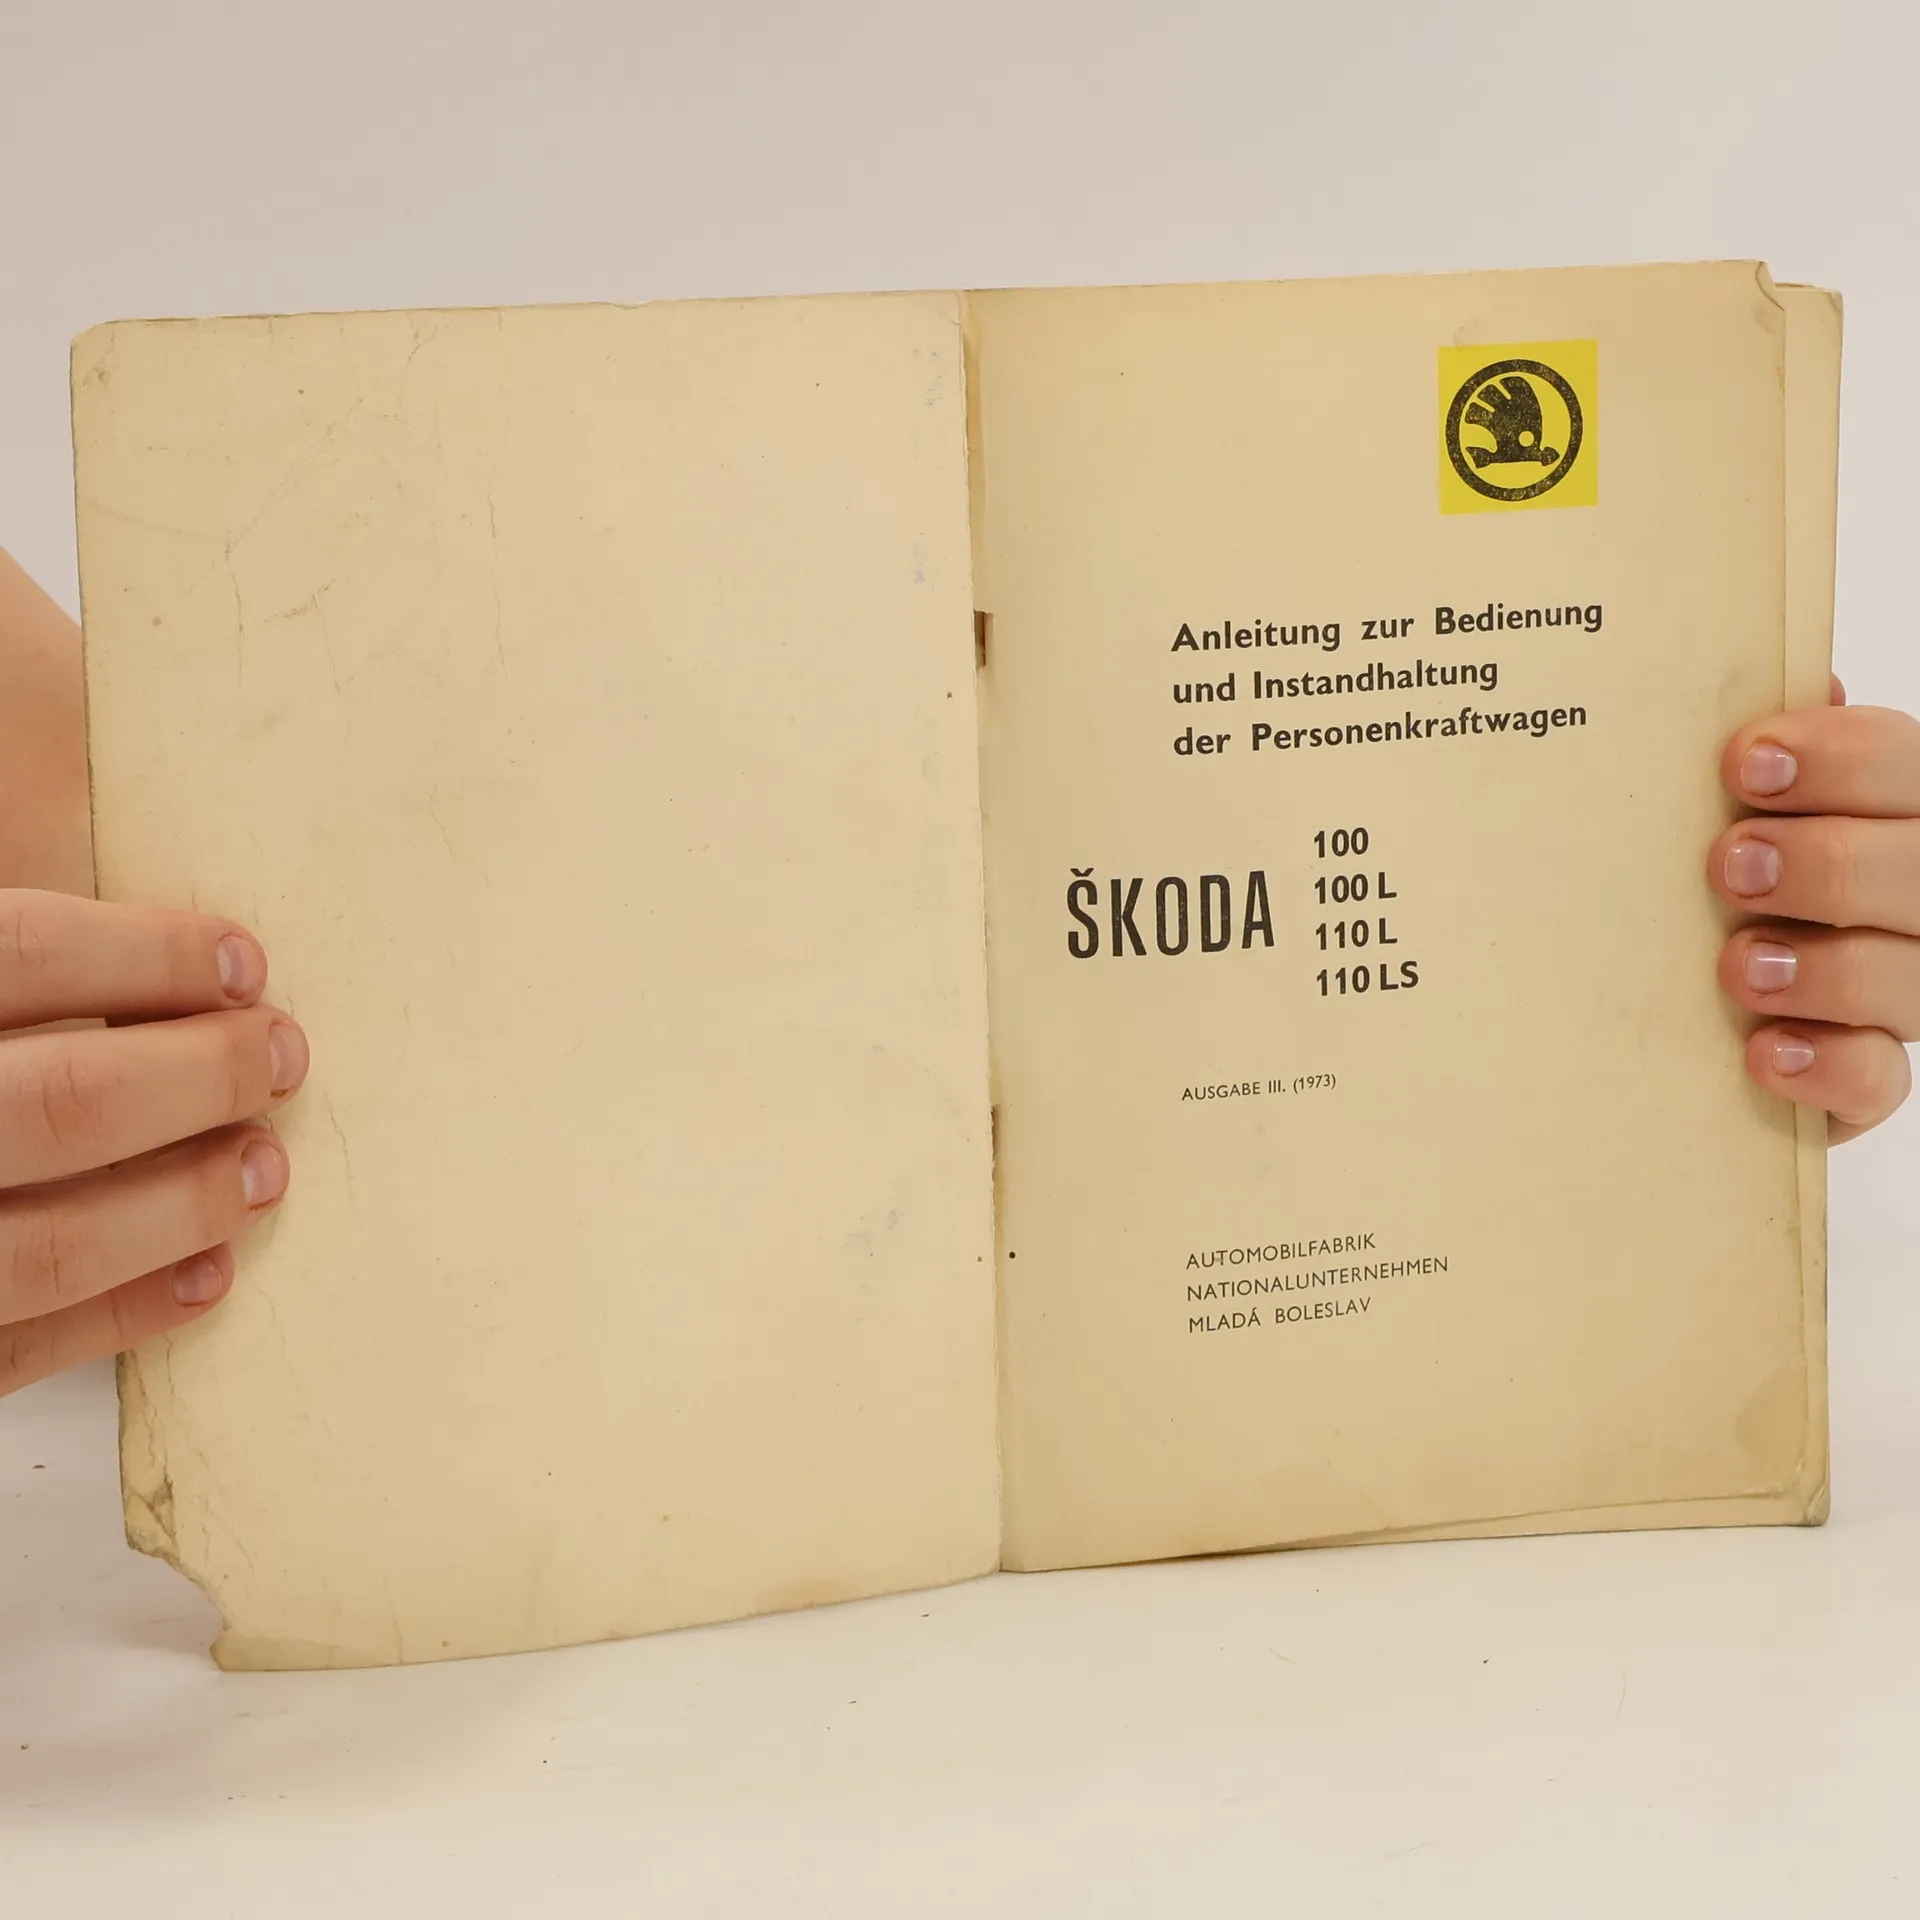 Anleitung zur Bedienung
und Instandhaltung
der Personenkraftwagen
ŠKODA
100
100 L
110 L
110 LS
AUSGABE III. (1973)
AUTOMOBILFABRIK
NATIONALUNTERNEHMEN
MLADÁ BOLESLAV